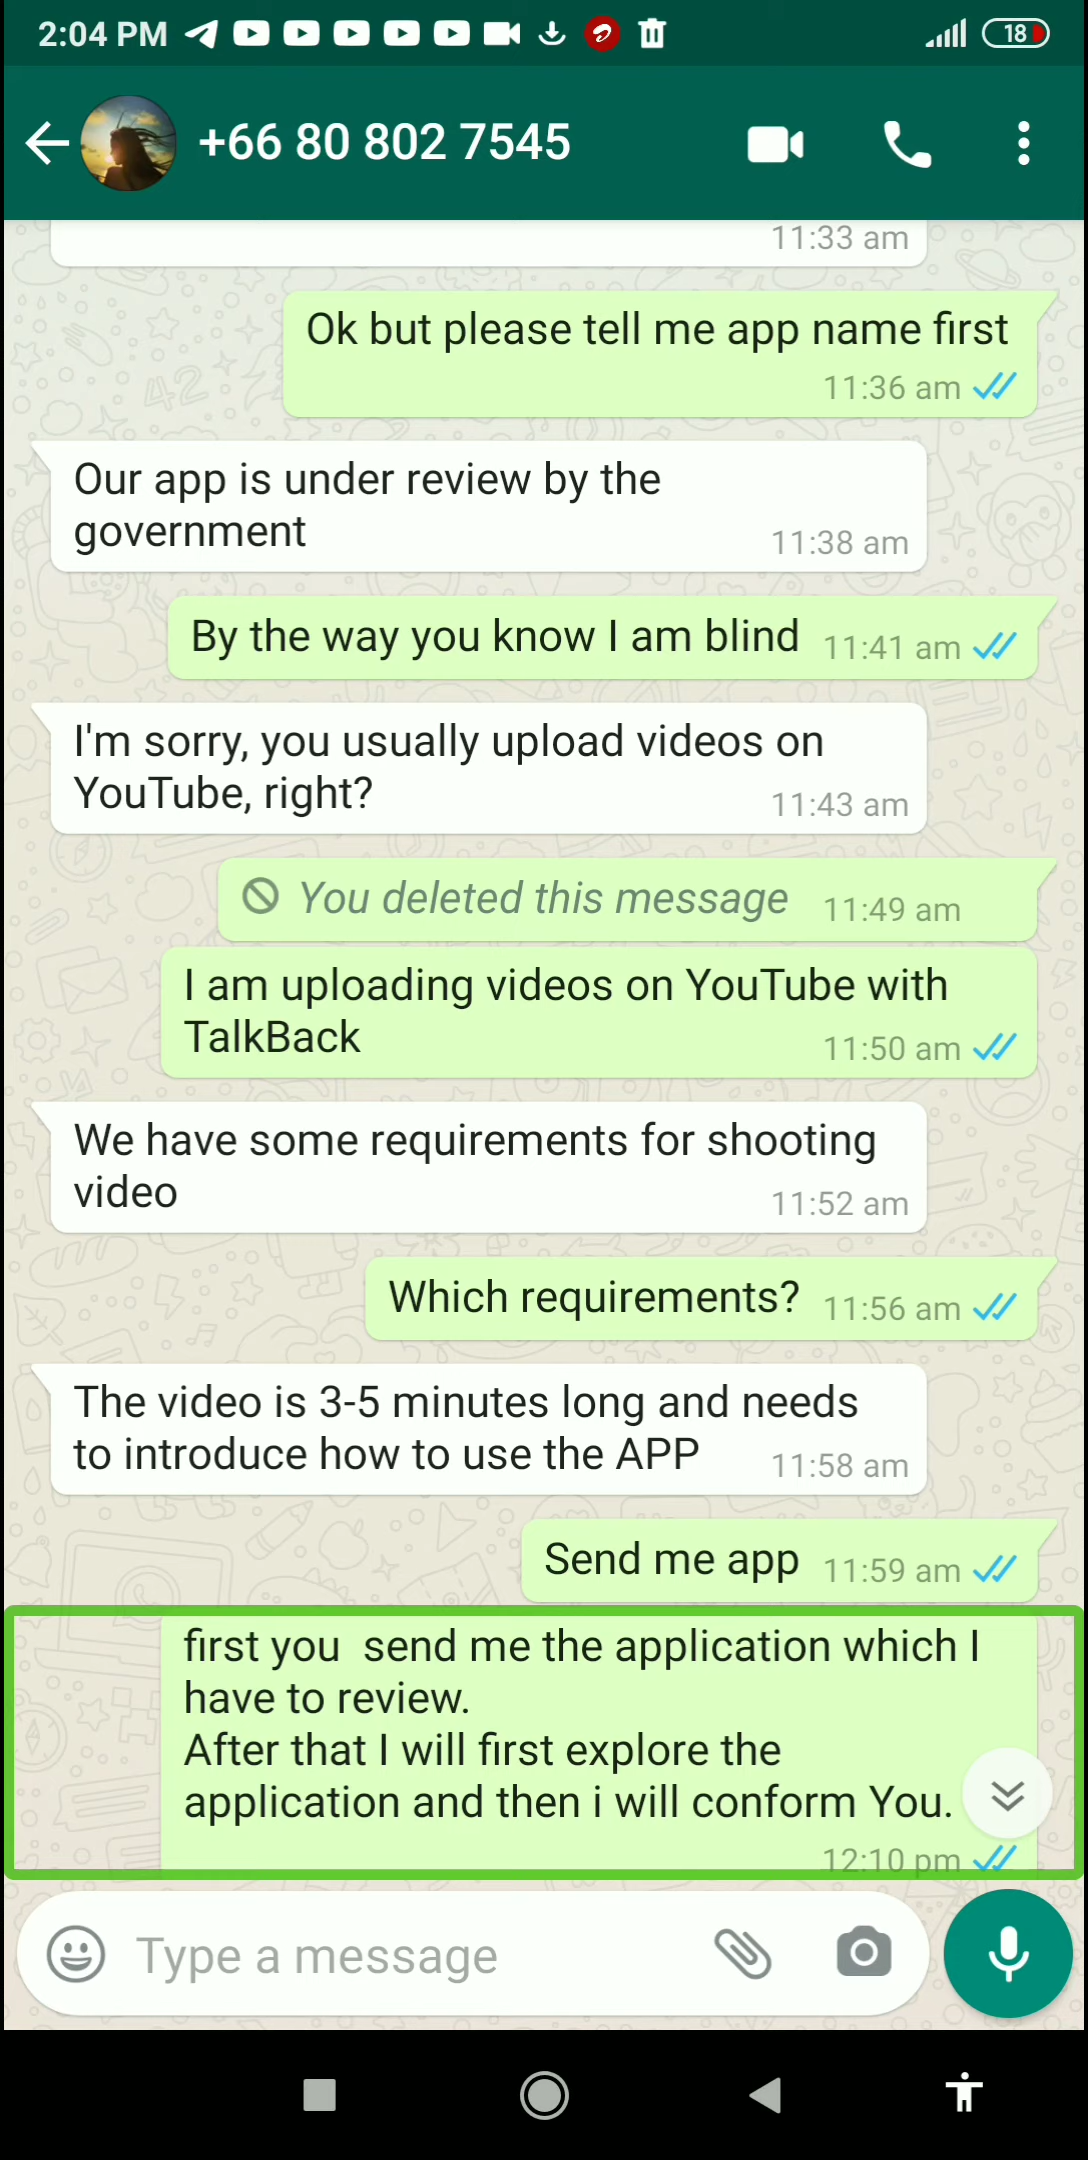 2:04 PM
18
+66 80 802 7545
11:33 am
Ok but please tell me app name first
11:36 am
Our app is under review by the
government
11:38 am
By the way you know I am blind
11:41 am
I'm sorry, you usually upload videos on
YouTube, right?
11:43 am
You deleted this message
11:49 am
I am uploading videos on YouTube with
TalkBack
11:50 am
We have some requirements for shooting
video
11:52 am
Which requirements?
11:56 am
The video is 3-5 minutes long and needs
to introduce how to use the APP
11:58 am
Send me app
11:59 am
first you  send me the application which I
have to review.
After that I will first explore the
application and then i will conform You.
12:10 pm
Type a message